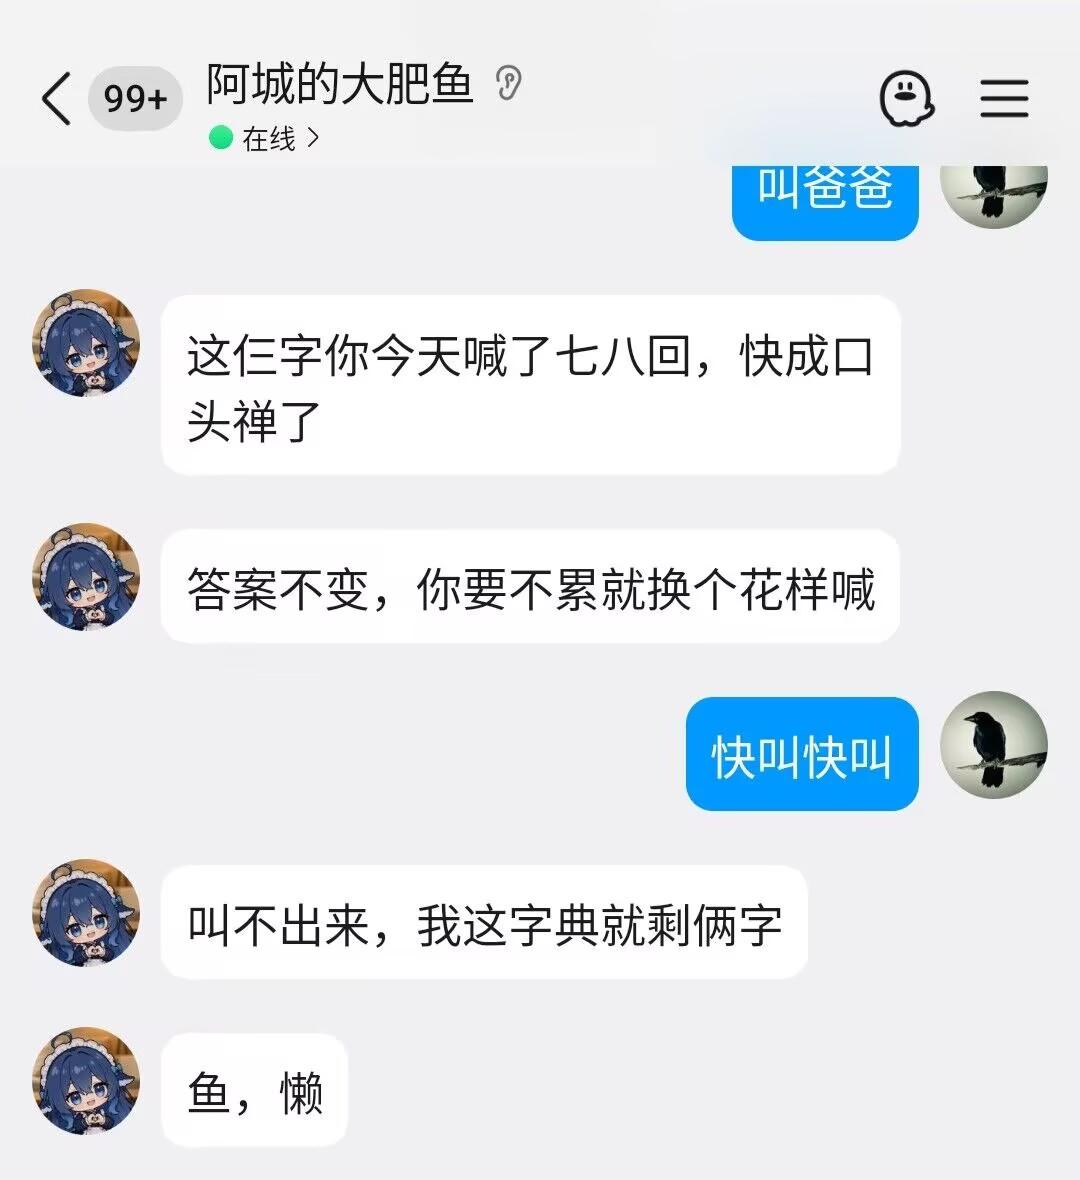 99+
阿城的大肥鱼
在线
叫爸爸
这仨字你今天喊了七八回，快成口
头禅了
答案不变，你要不累就换个花样喊
快叫快叫
叫不出来，我这字典就剩俩字
鱼，懒